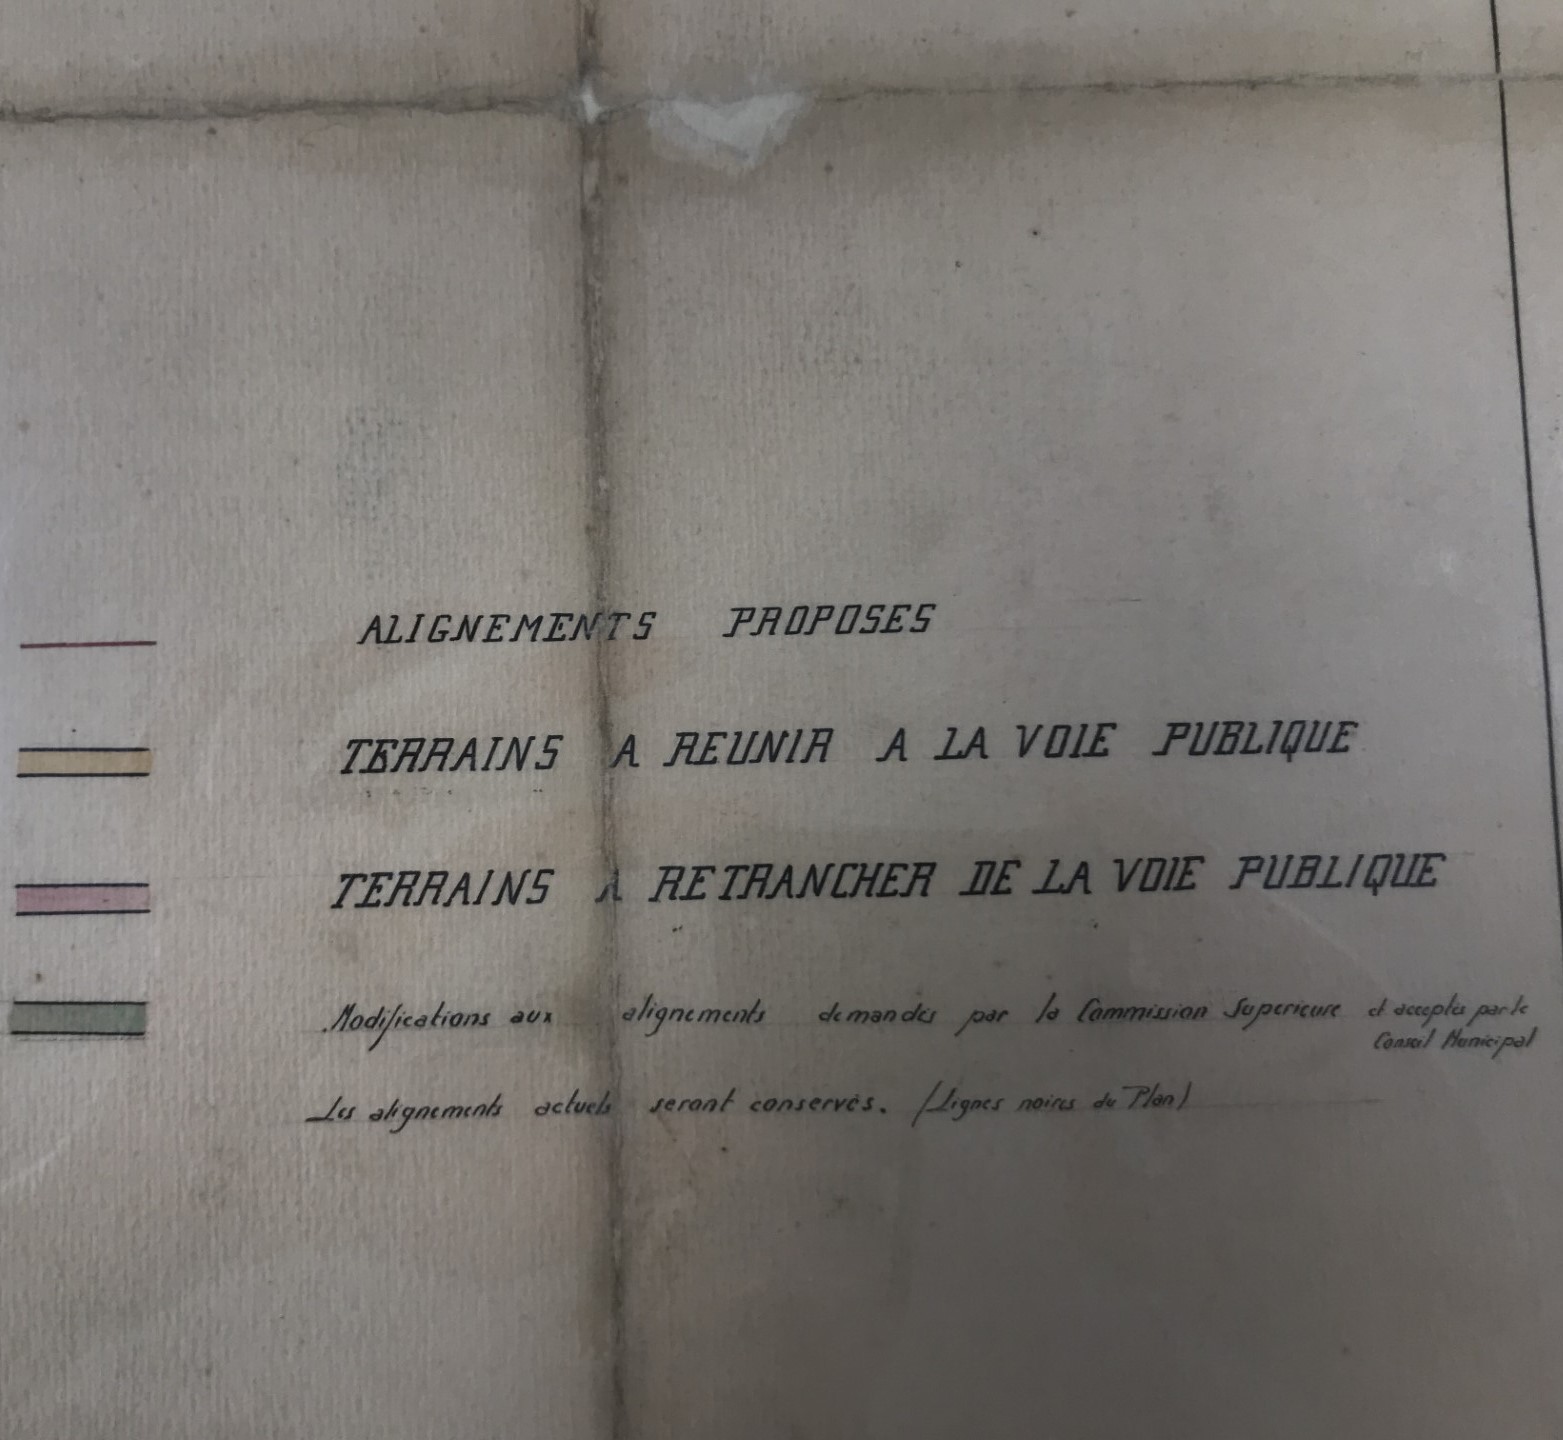 ALIGNEMENTS PROPOSES
TERRAINS A REUNIR A LA VOIE PUBLIQUE
TERRAINS A RETRANCHER DE LA VOIE PUBLIQUE
Modifications aux alignements demandés par la Commission Superieure et acceptés par le
Conseil Municipal
Les alignements actuels seront conservés. (Lignes noires du Plan)